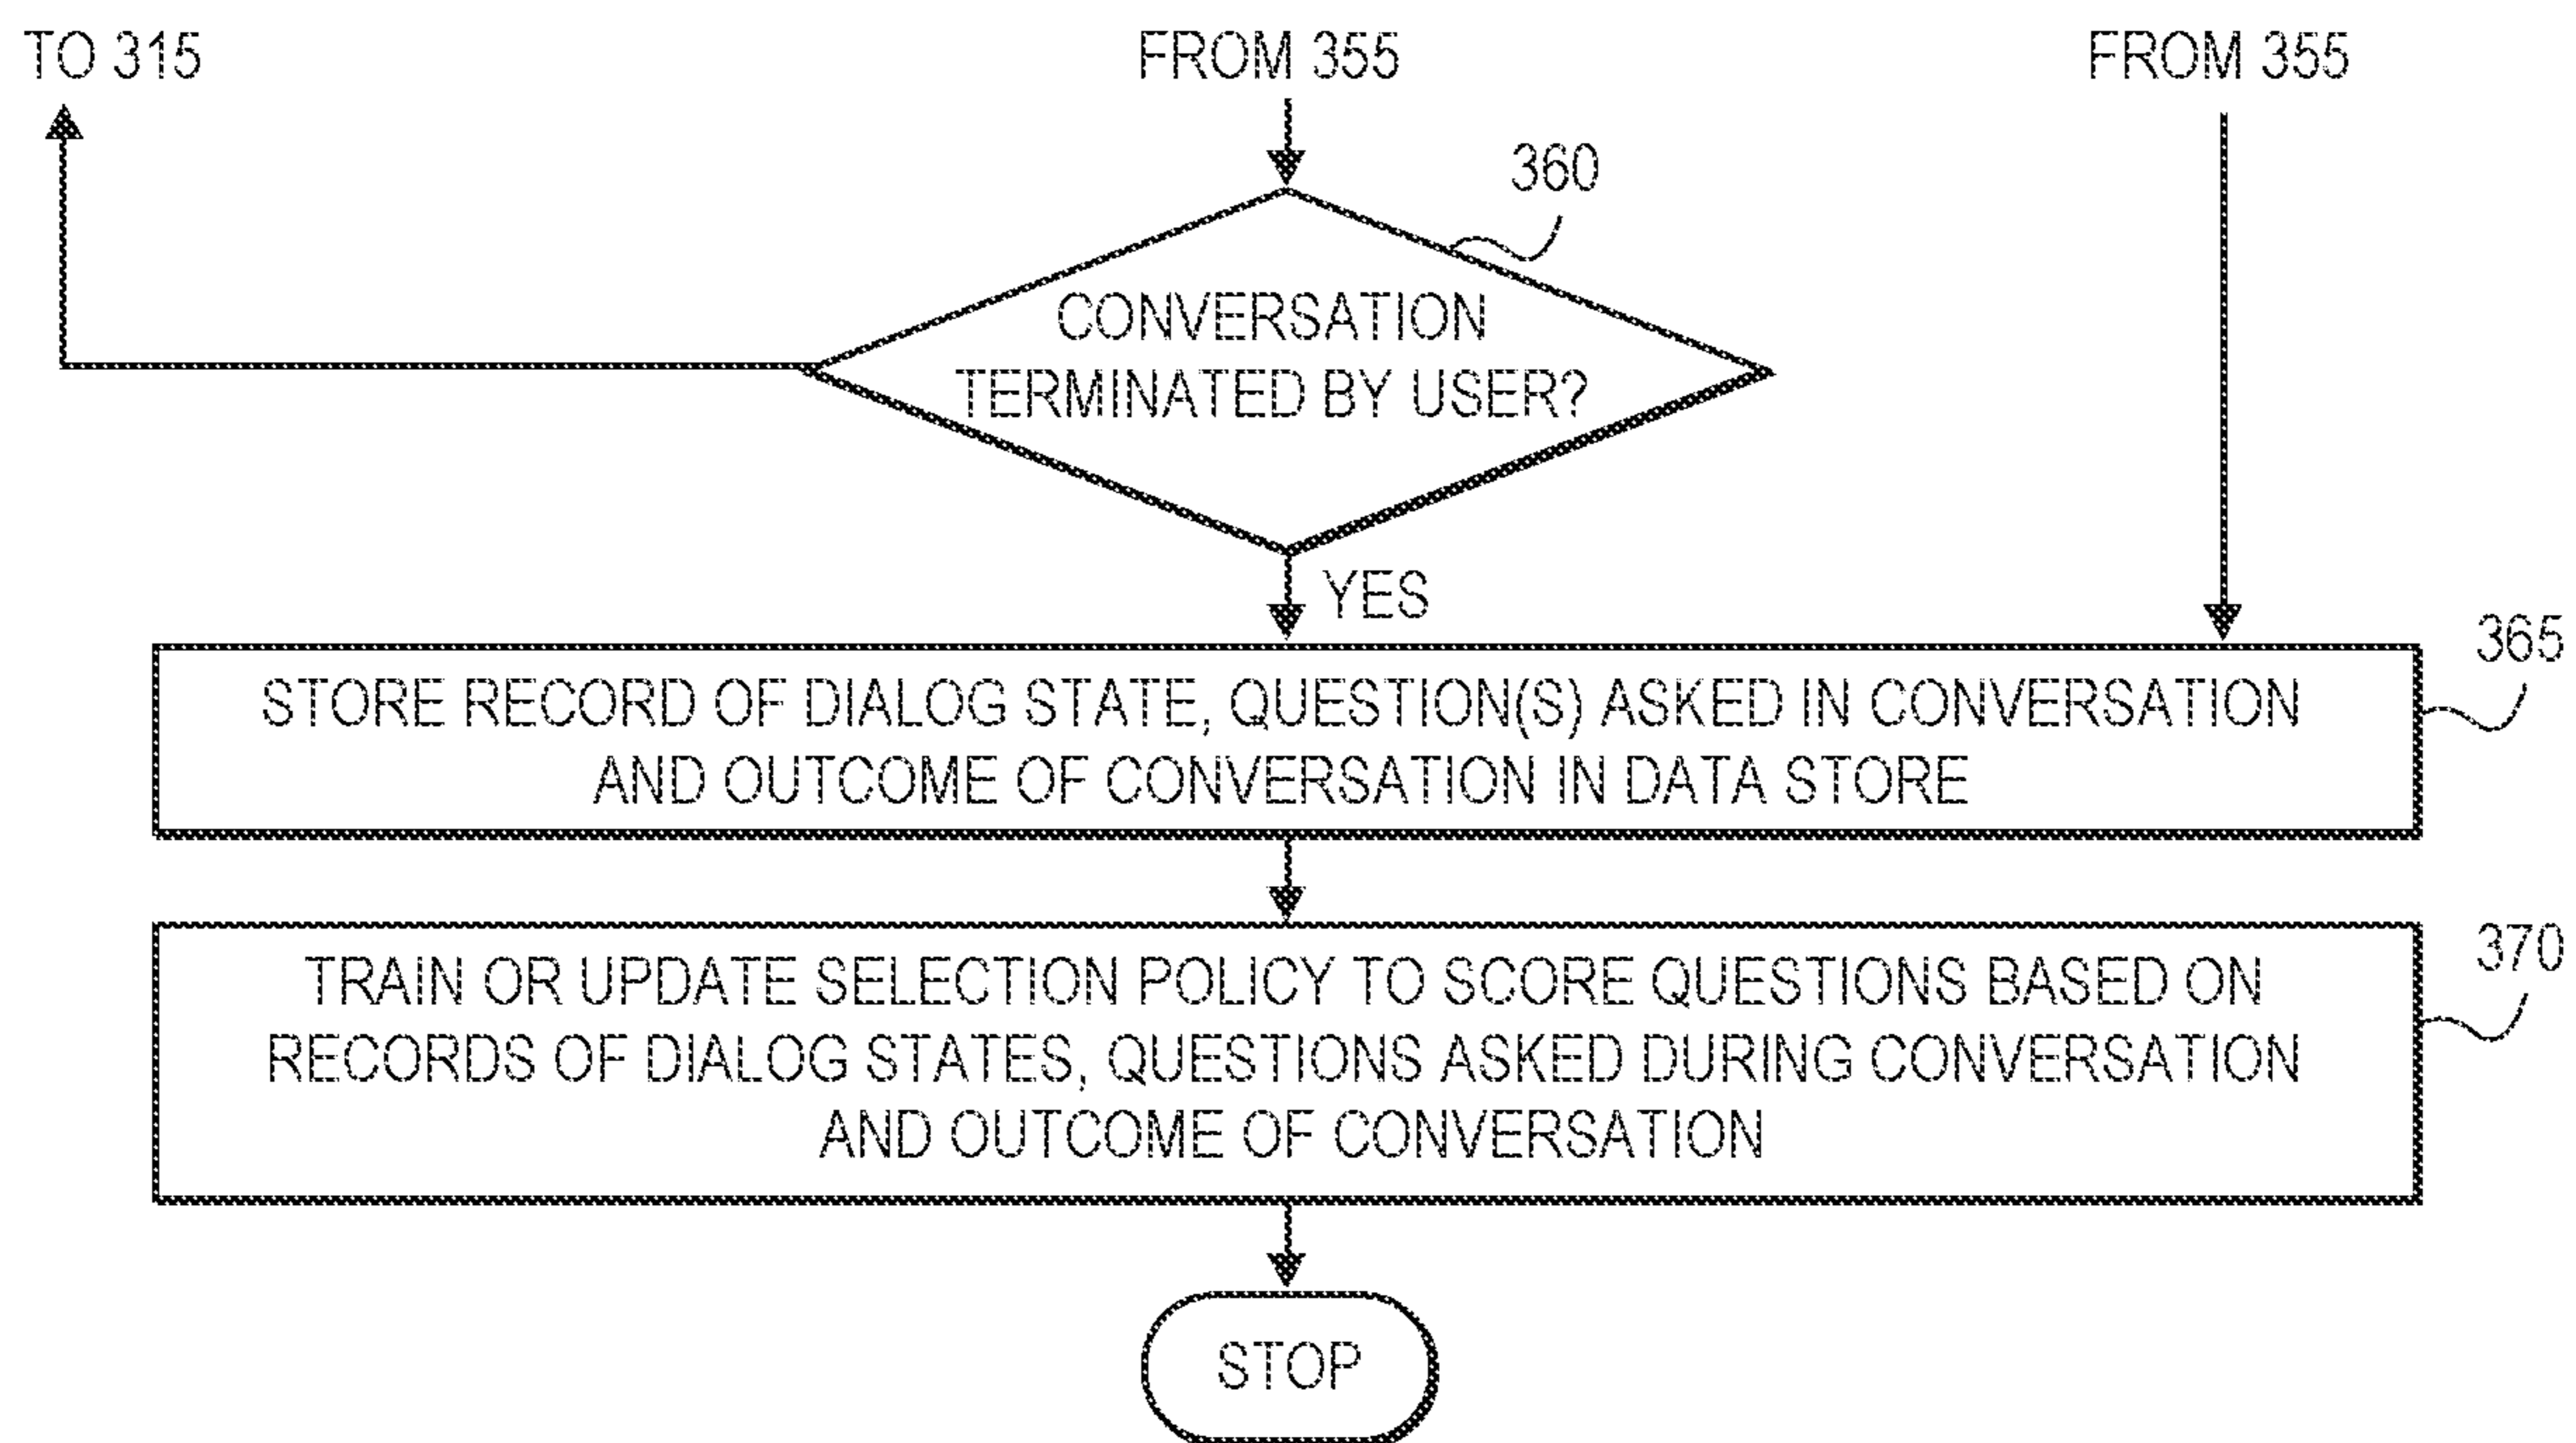 TO 315
FROM 355
FROM 355
360
CONVERSATION
TERMINATED BY USER?
YES
365
STORE RECORD OF DIALOG STATE, QUESTION(S) ASKED IN CONVERSATION
AND OUTCOME OF CONVERSATION IN DATA STORE
370
TRAIN OR UPDATE SELECTION POLICY TO SCORE QUESTIONS BASED ON
RECORDS OF DIALOG STATES, QUESTIONS ASKED DURING CONVERSATION
AND OUTCOME OF CONVERSATION
STOP